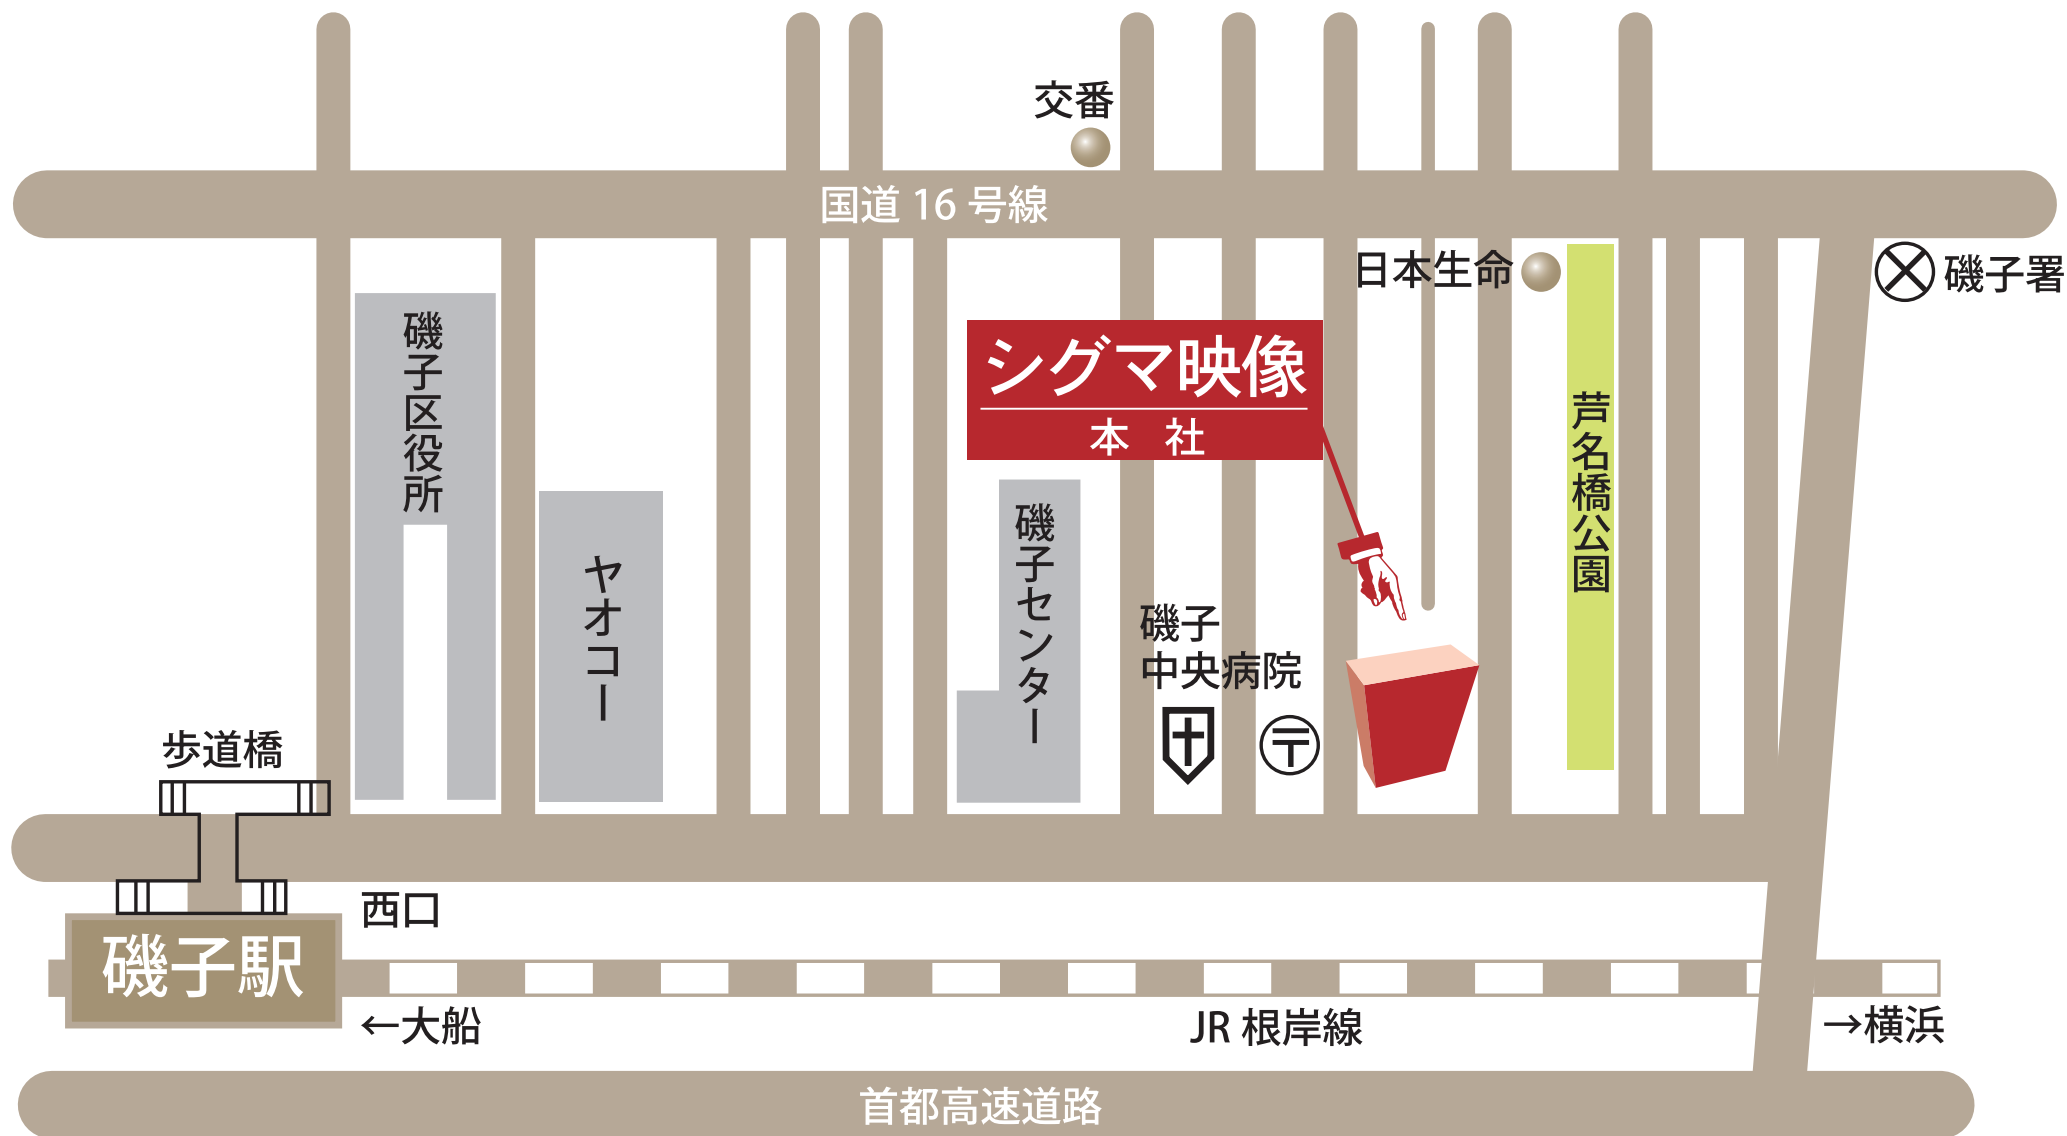 交番
国道 16 号線
日本生命
磯子署
磯子区役所
シグマ映像
本 社
芦名橋公園
ヤオコー
磯子センター
磯子
中央病院
〒
歩道橋
西口
磯子駅
←大船
JR 根岸線
→横浜
首都高速道路